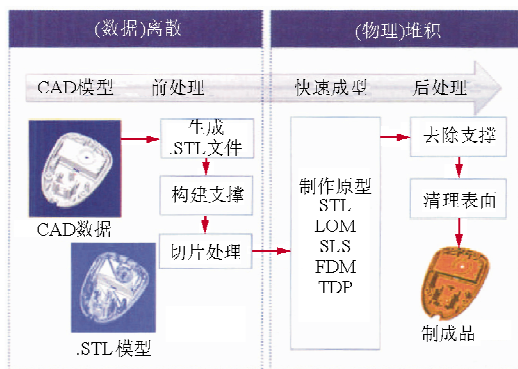 (数据)离散
(物理)堆积
CAD模型
前处理
快速成型
后处理
生成
.STL文件
构建支撑
切片处理
CAD数据
.STL模型
制作原型
STL
LOM
SLS
FDM
TDP
去除支撑
清理表面
制成品